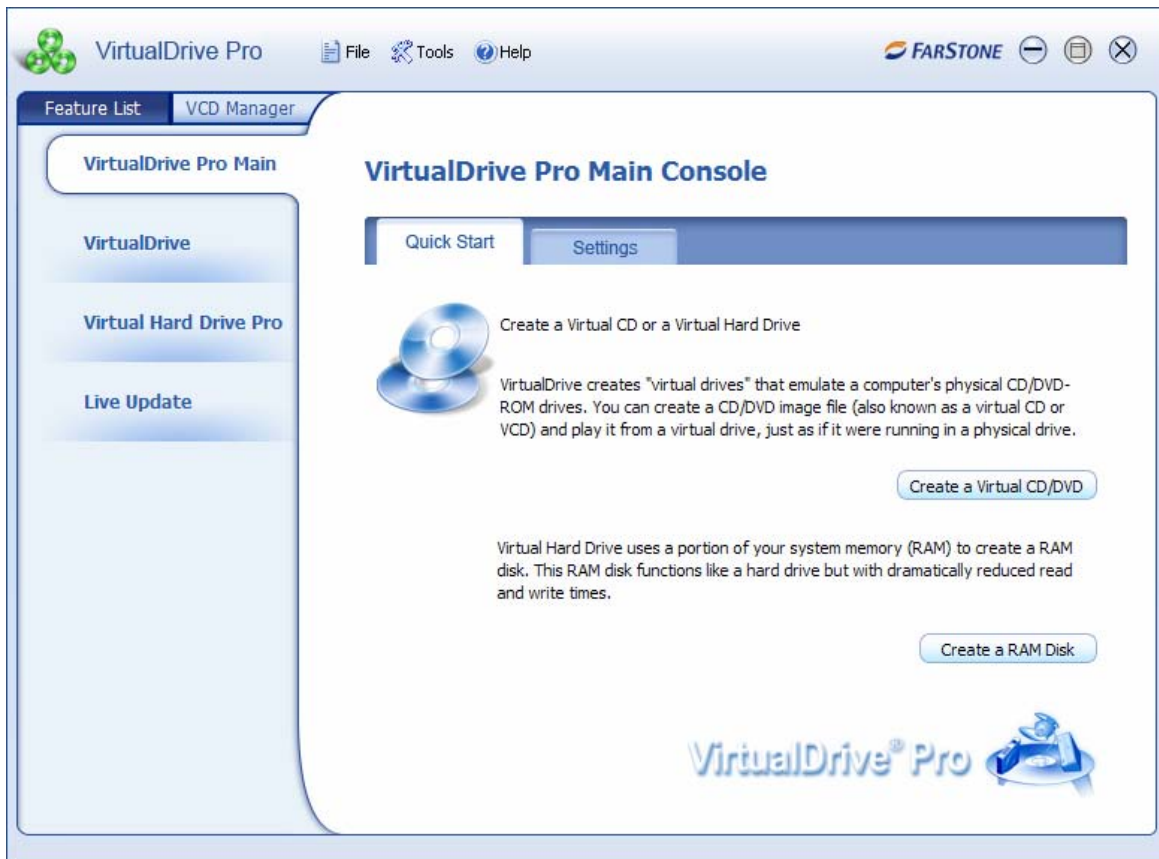 VirtualDrive Pro File Tools Help FARSTONE
Feature List VCD Manager
VirtualDrive Pro Main
VirtualDrive
Virtual Hard Drive Pro
Live Update
VirtualDrive Pro Main Console
Quick Start Settings
Create a Virtual CD or a Virtual Hard Drive
VirtualDrive creates "virtual drives" that emulate a computer's physical CD/DVD-
ROM drives. You can create a CD/DVD image file (also known as a virtual CD or
VCD) and play it from a virtual drive, just as if it were running in a physical drive.
Create a Virtual CD/DVD
Virtual Hard Drive uses a portion of your system memory (RAM) to create a RAM
disk. This RAM disk functions like a hard drive but with dramatically reduced read
and write times.
Create a RAM Disk
VirtualDrive® Pro